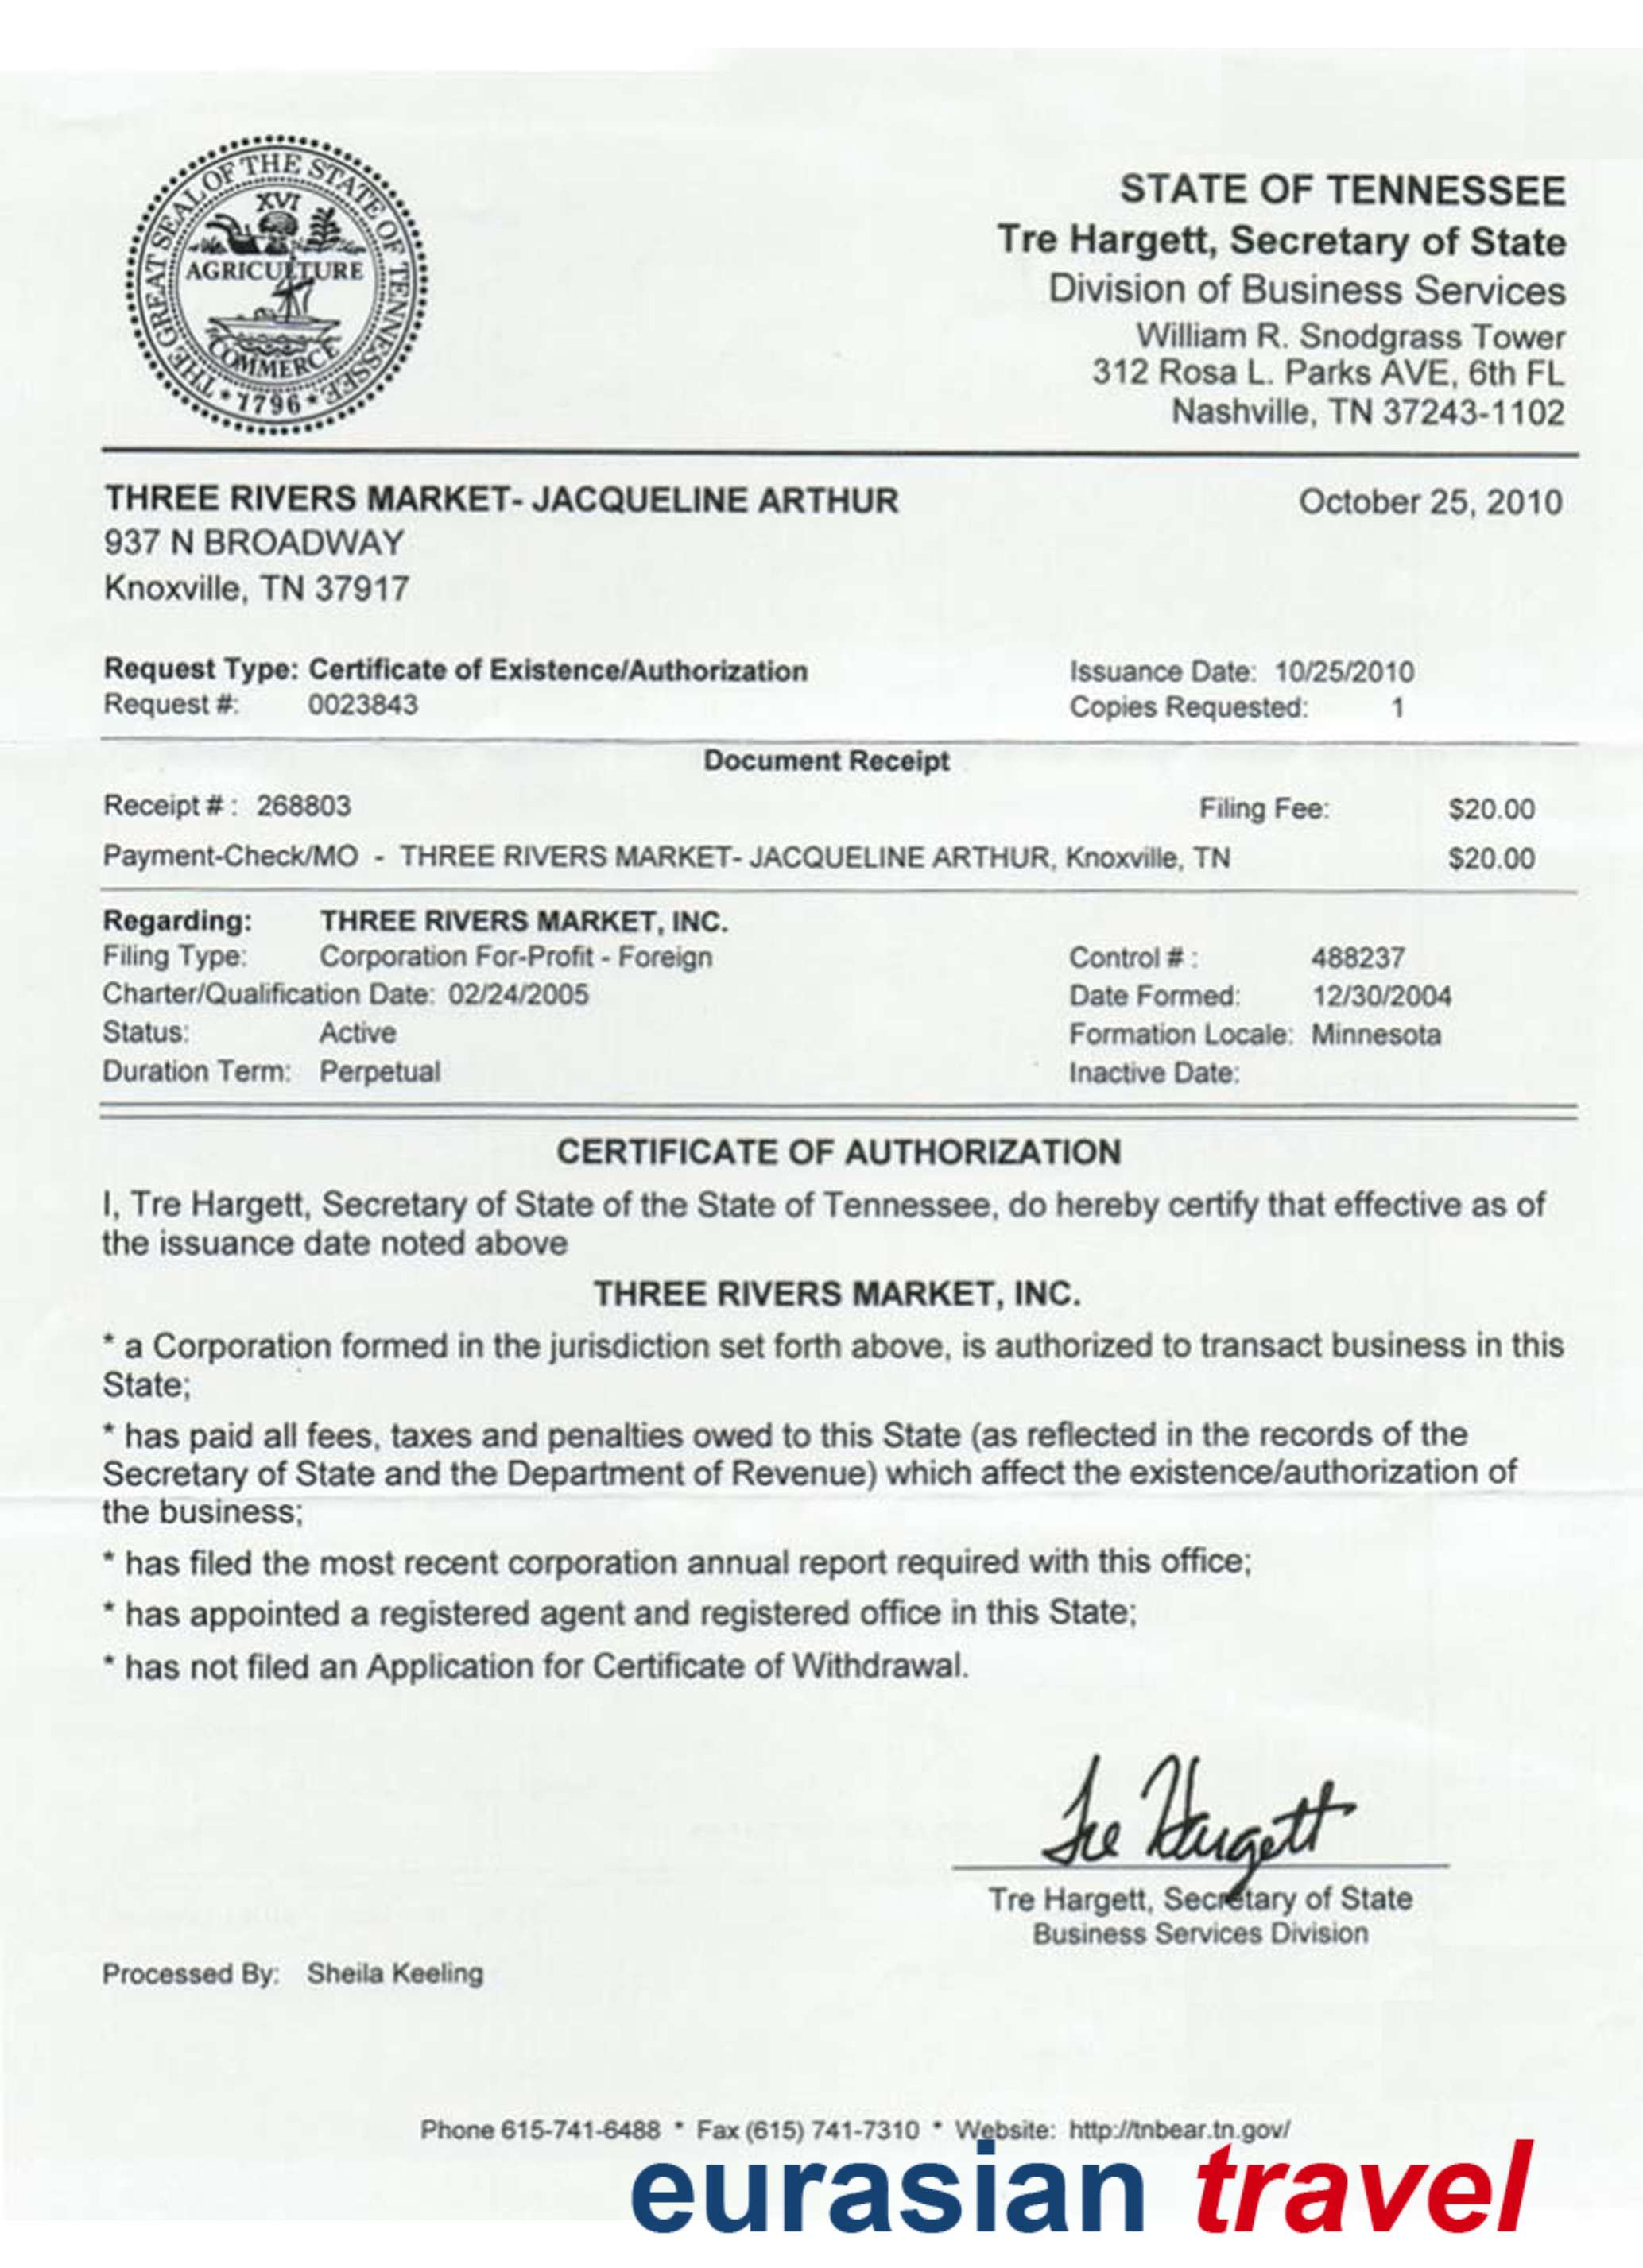 THE GREAT SEAL OF THE STATE OF TENNESSEE
XVI
AGRICULTURE
COMMERCE
1796
STATE OF TENNESSEE
Tre Hargett, Secretary of State
Division of Business Services
William R. Snodgrass Tower
312 Rosa L. Parks AVE, 6th FL
Nashville, TN 37243-1102
THREE RIVERS MARKET- JACQUELINE ARTHUR October 25, 2010
937 N BROADWAY
Knoxville, TN 37917
Request Type: Certificate of Existence/Authorization Issuance Date: 10/25/2010
Request #: 0023843 Copies Requested: 1
Document Receipt
Receipt # : 268803 Filing Fee: $20.00
Payment-Check/MO - THREE RIVERS MARKET- JACQUELINE ARTHUR, Knoxville, TN $20.00
Regarding: THREE RIVERS MARKET, INC.
Filing Type: Corporation For-Profit - Foreign Control # : 488237
Charter/Qualification Date: 02/24/2005 Date Formed: 12/30/2004
Status: Active Formation Locale: Minnesota
Duration Term: Perpetual Inactive Date:
CERTIFICATE OF AUTHORIZATION
I, Tre Hargett, Secretary of State of the State of Tennessee, do hereby certify that effective as of
the issuance date noted above
THREE RIVERS MARKET, INC.
* a Corporation formed in the jurisdiction set forth above, is authorized to transact business in this
State;
* has paid all fees, taxes and penalties owed to this State (as reflected in the records of the
Secretary of State and the Department of Revenue) which affect the existence/authorization of
the business;
* has filed the most recent corporation annual report required with this office;
* has appointed a registered agent and registered office in this State;
* has not filed an Application for Certificate of Withdrawal.
Tre Hargett
Tre Hargett, Secretary of State
Business Services Division
Processed By: Sheila Keeling
Phone 615-741-6488 * Fax (615) 741-7310 * Website: http://tnbear.tn.gov/
eurasian travel